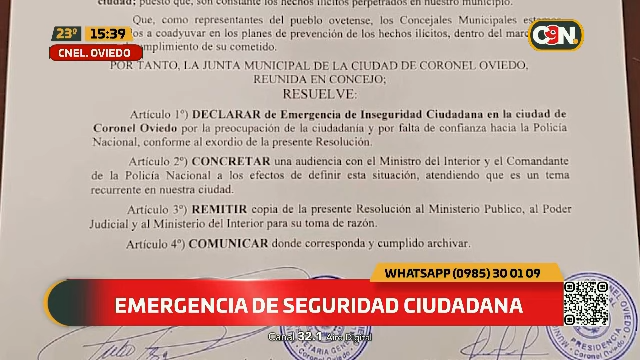 ciudad; puesto que, son constante los hechos ilícitos perpetrados en nuestro municipio.
23º 15:39
CNEL. OVIEDO
C9N
Que, como representantes del pueblo ovetense, los Concejales Municipales
a coadyuvar en los planes de prevención de los hechos ilícitos, dentro del
cumplimiento de su cometido.
POR TANTO, LA JUNTA MUNICIPAL DE LA CIUDAD DE CORONEL OVIEDO,
REUNIDA EN CONCEJO;
RESUELVE:
Artículo 1º) DECLARAR de Emergencia de Inseguridad Ciudadana en la ciudad de
Coronel Oviedo por la preocupación de la ciudadanía y por falta de confianza hacia la Policía
Nacional, conforme al exordio de la presente Resolución.
Artículo 2º) CONCRETAR una audiencia con el Ministro del Interior y el Comandante
de la Policía Nacional a los efectos de definir esta situación, atendiendo que es un tema
recurrente en nuestra ciudad.
Artículo 3º) REMITIR copia de la presente Resolución al Ministerio Publico, al Poder
Judicial y al Ministerio del Interior para su toma de razón.
Artículo 4º) COMUNICAR donde corresponda y cumplido archivar.
WHATSAPP (0985) 30 01 09
EMERGENCIA DE SEGURIDAD CIUDADANA
Canal 32.1 Aire Digital
PRESIDENCIA